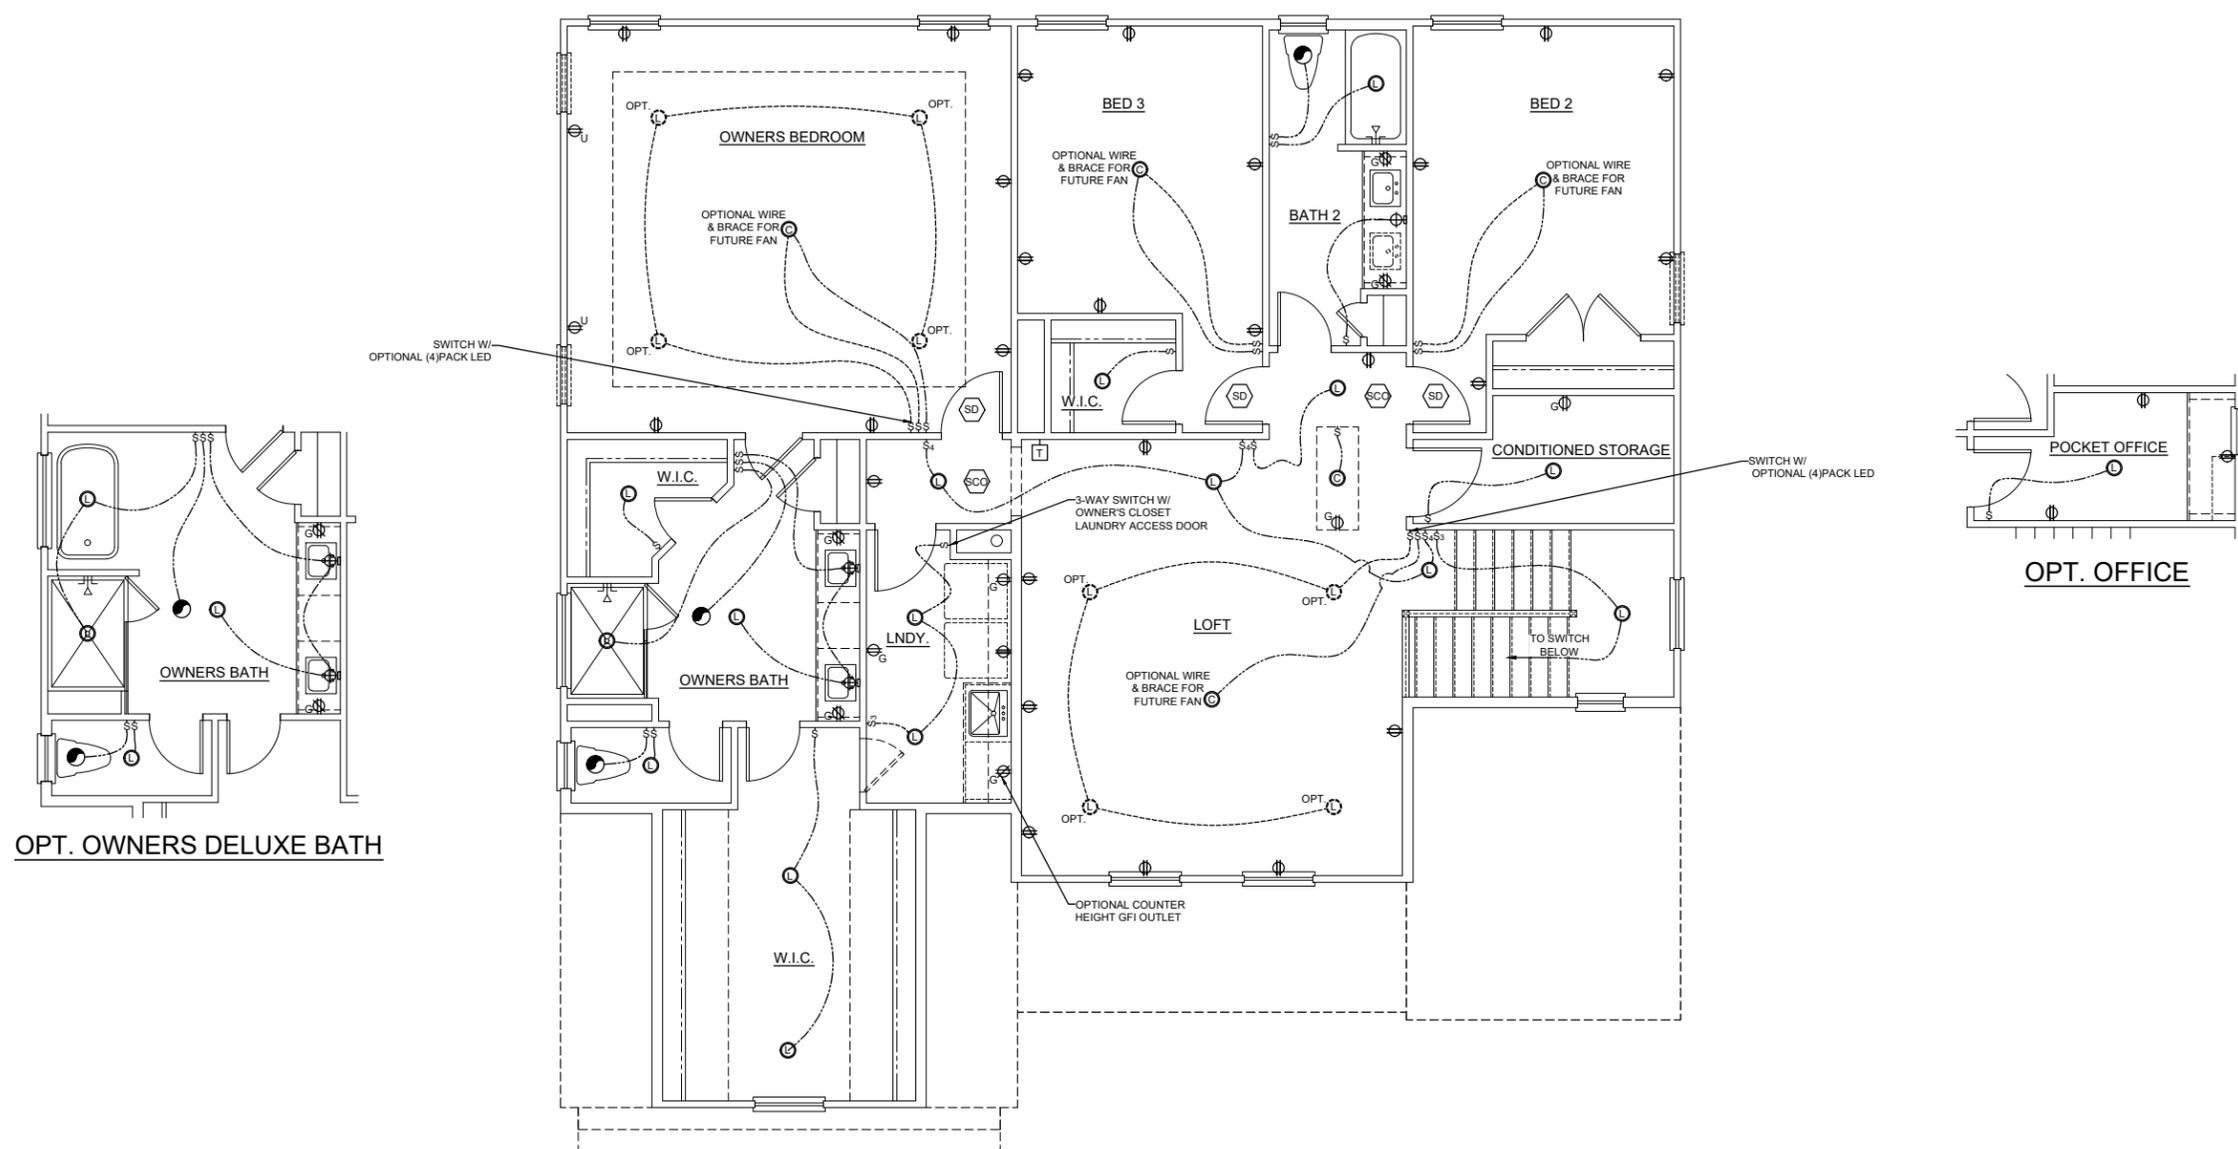 BED 3
BED 2
OPT.
OPT.
OWNERS BEDROOM
U
OPTIONAL WIRE
& BRACE FOR
FUTURE FAN
C
OPTIONAL WIRE
& BRACE FOR
FUTURE FAN
C
BATH 2
OPTIONAL WIRE
& BRACE FOR
FUTURE FAN
C
U
OPT.
OPT.
SWITCH W/
OPTIONAL (4)PACK LED
W.I.C.
SD
SD
SCO
SD
T
SCO
W.I.C.
CONDITIONED STORAGE
SWITCH W/
OPTIONAL (4)PACK LED
POCKET OFFICE
3-WAY SWITCH W/
OWNER'S CLOSET
LAUNDRY ACCESS DOOR
OPT. OFFICE
OPT.
OPT.
LOFT
LNDY.
TO SWITCH
BELOW
OWNERS BATH
OWNERS BATH
OPTIONAL WIRE
& BRACE FOR
FUTURE FAN
C
OPT.
OPT.
OPT. OWNERS DELUXE BATH
OPTIONAL COUNTER
HEIGHT GFI OUTLET
W.I.C.